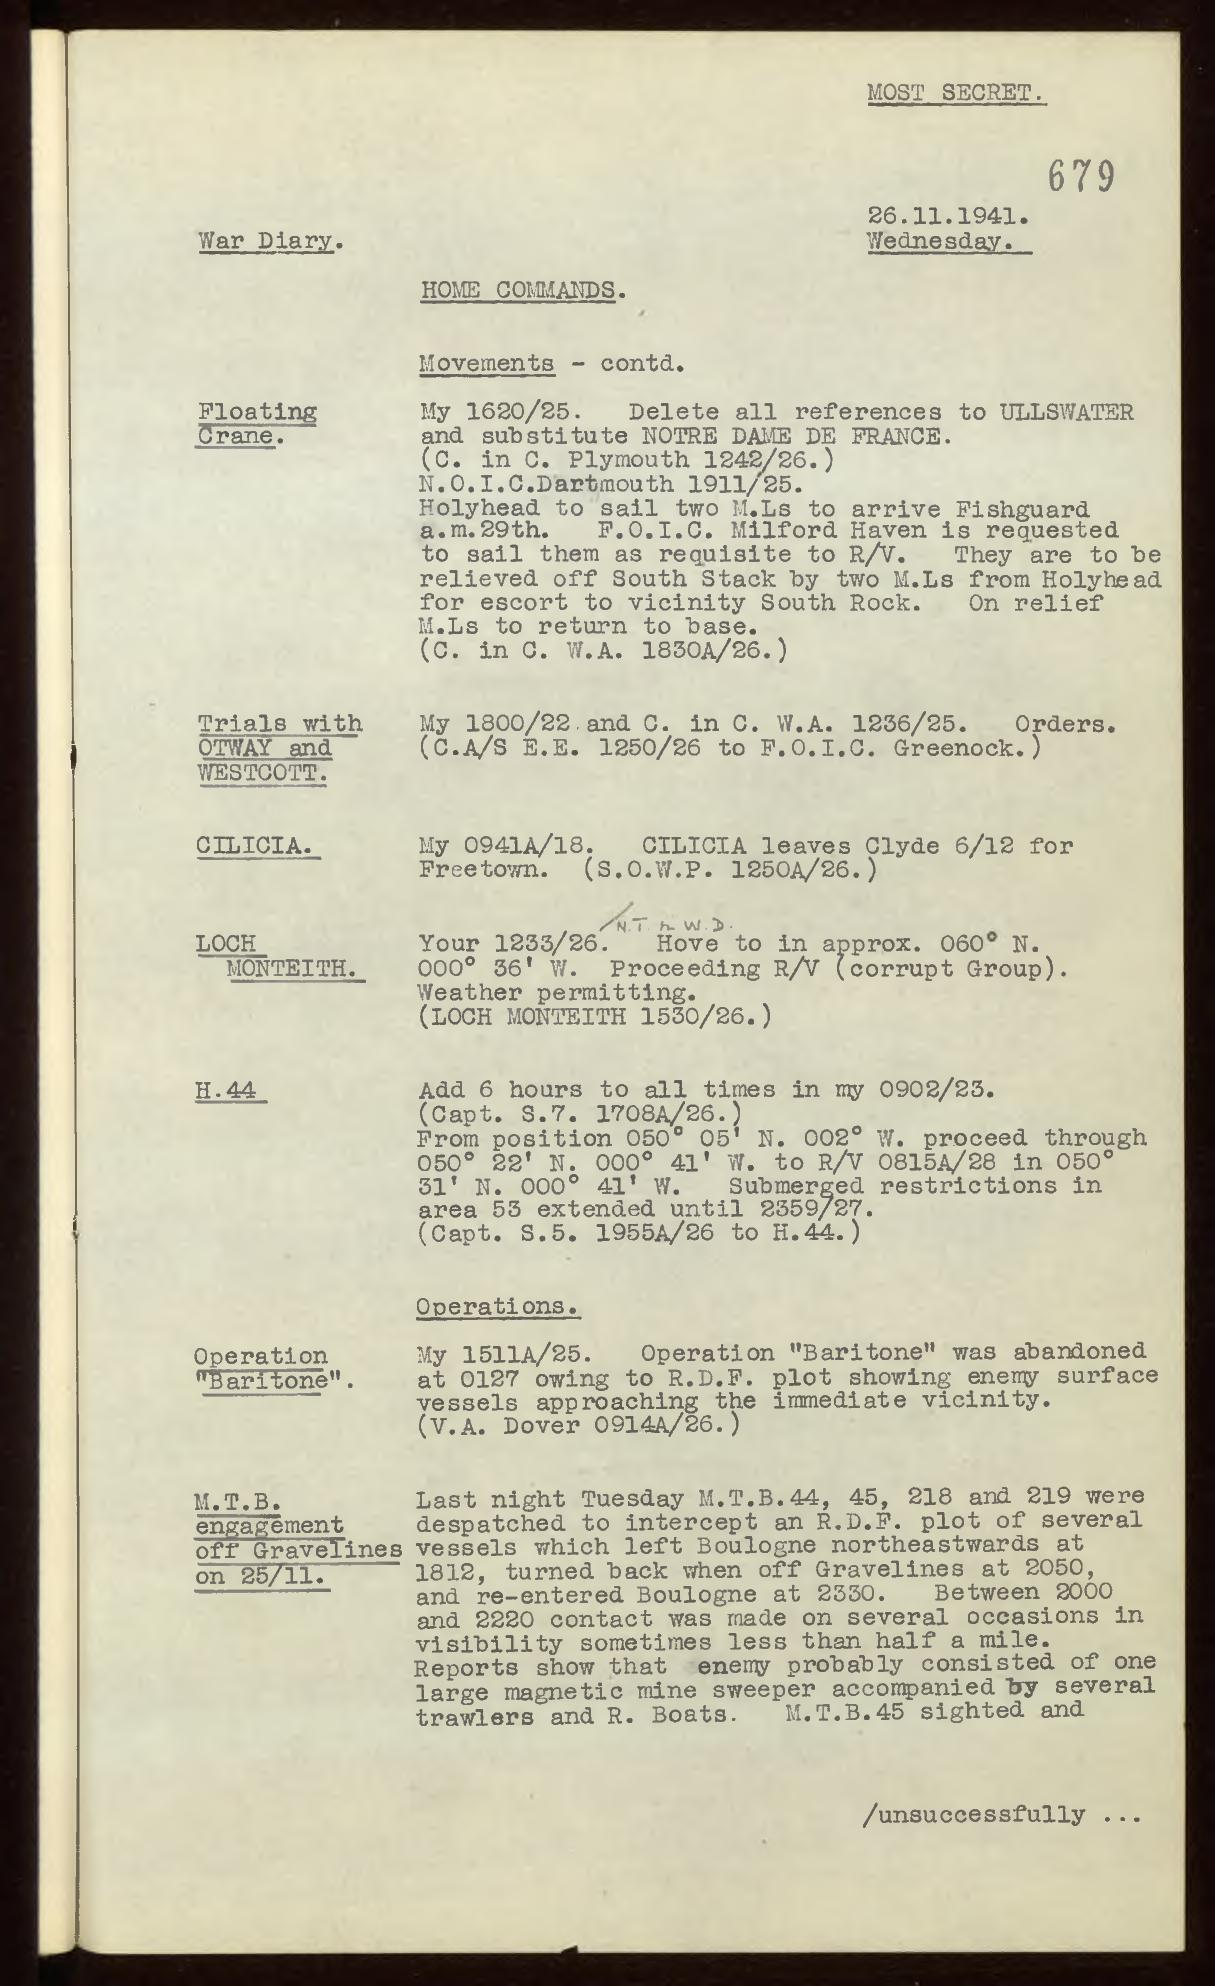 MOST SECRET.
679
26.11.1941.
War Diary.
Wednesday.
HOME COMMANDS.
Movements - contd.
Floating
Crane.
My 1620/25. Delete all references to ULLSWATER
and substitute NOTRE DAME DE FRANCE.
(C. in C. Plymouth 1242/26.)
N.O.I.C.Dartmouth 1911/25.
Holyhead to sail two M.Ls to arrive Fishguard
a.m.29th. F.O.I.C. Milford Haven is requested
to sail them as requisite to R/V. They are to be
relieved off South Stack by two M.Ls from Holyhead
for escort to vicinity South Rock. On relief
M.Ls to return to base.
(C. in C. W.A. 1830A/26.)
Trials with
OTWAY and
WESTCOTT.
My 1800/22 and C. in C. W.A. 1236/25. Orders.
(C.A/S E.E. 1250/26 to F.O.I.C. Greenock.)
CILICIA.
My 0941A/18. CILICIA leaves Clyde 6/12 for
Freetown. (S.O.W.P. 1250A/26.)
/N.T. in W.D.
LOCH
MONTEITH.
Your 1233/26. Hove to in approx. 060° N.
000° 36' W. Proceeding R/V (corrupt Group).
Weather permitting.
(LOCH MONTEITH 1530/26.)
H.44
Add 6 hours to all times in my 0902/23.
(Capt. S.7. 1708A/26.)
From position 050° 05' N. 002° W. proceed through
050° 22' N. 000° 41' W. to R/V 0815A/28 in 050°
31' N. 000° 41' W. Submerged restrictions in
area 53 extended until 2359/27.
(Capt. S.5. 1955A/26 to H.44.)
Operations.
Operation
"Baritone".
My 1511A/25. Operation "Baritone" was abandoned
at 0127 owing to R.D.F. plot showing enemy surface
vessels approaching the immediate vicinity.
(V.A. Dover 0914A/26.)
M.T.B.
engagement
off Gravelines
on 25/11.
Last night Tuesday M.T.B.44, 45, 218 and 219 were
despatched to intercept an R.D.F. plot of several
vessels which left Boulogne northeastwards at
1812, turned back when off Gravelines at 2050,
and re-entered Boulogne at 2330. Between 2000
and 2220 contact was made on several occasions in
visibility sometimes less than half a mile.
Reports show that enemy probably consisted of one
large magnetic mine sweeper accompanied by several
trawlers and R. Boats. M.T.B.45 sighted and
/unsuccessfully ...